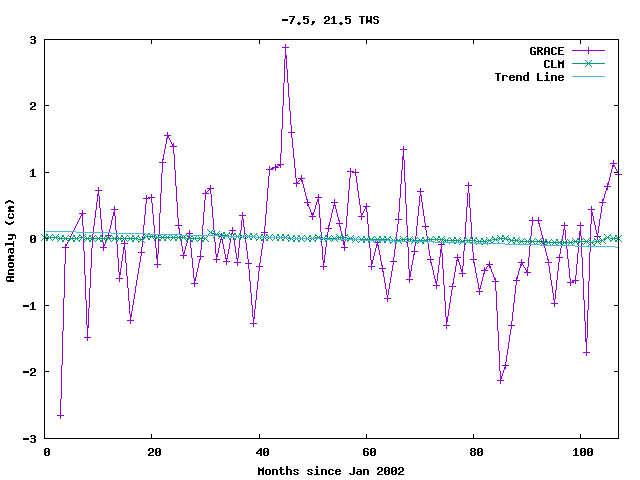 -7.5, 21.5 TWS
GRACE
CLM
Trend Line
3
2
1
0
-1
-2
-3
Anomaly (cm)
0 20 40 60 80 100
Months since Jan 2002